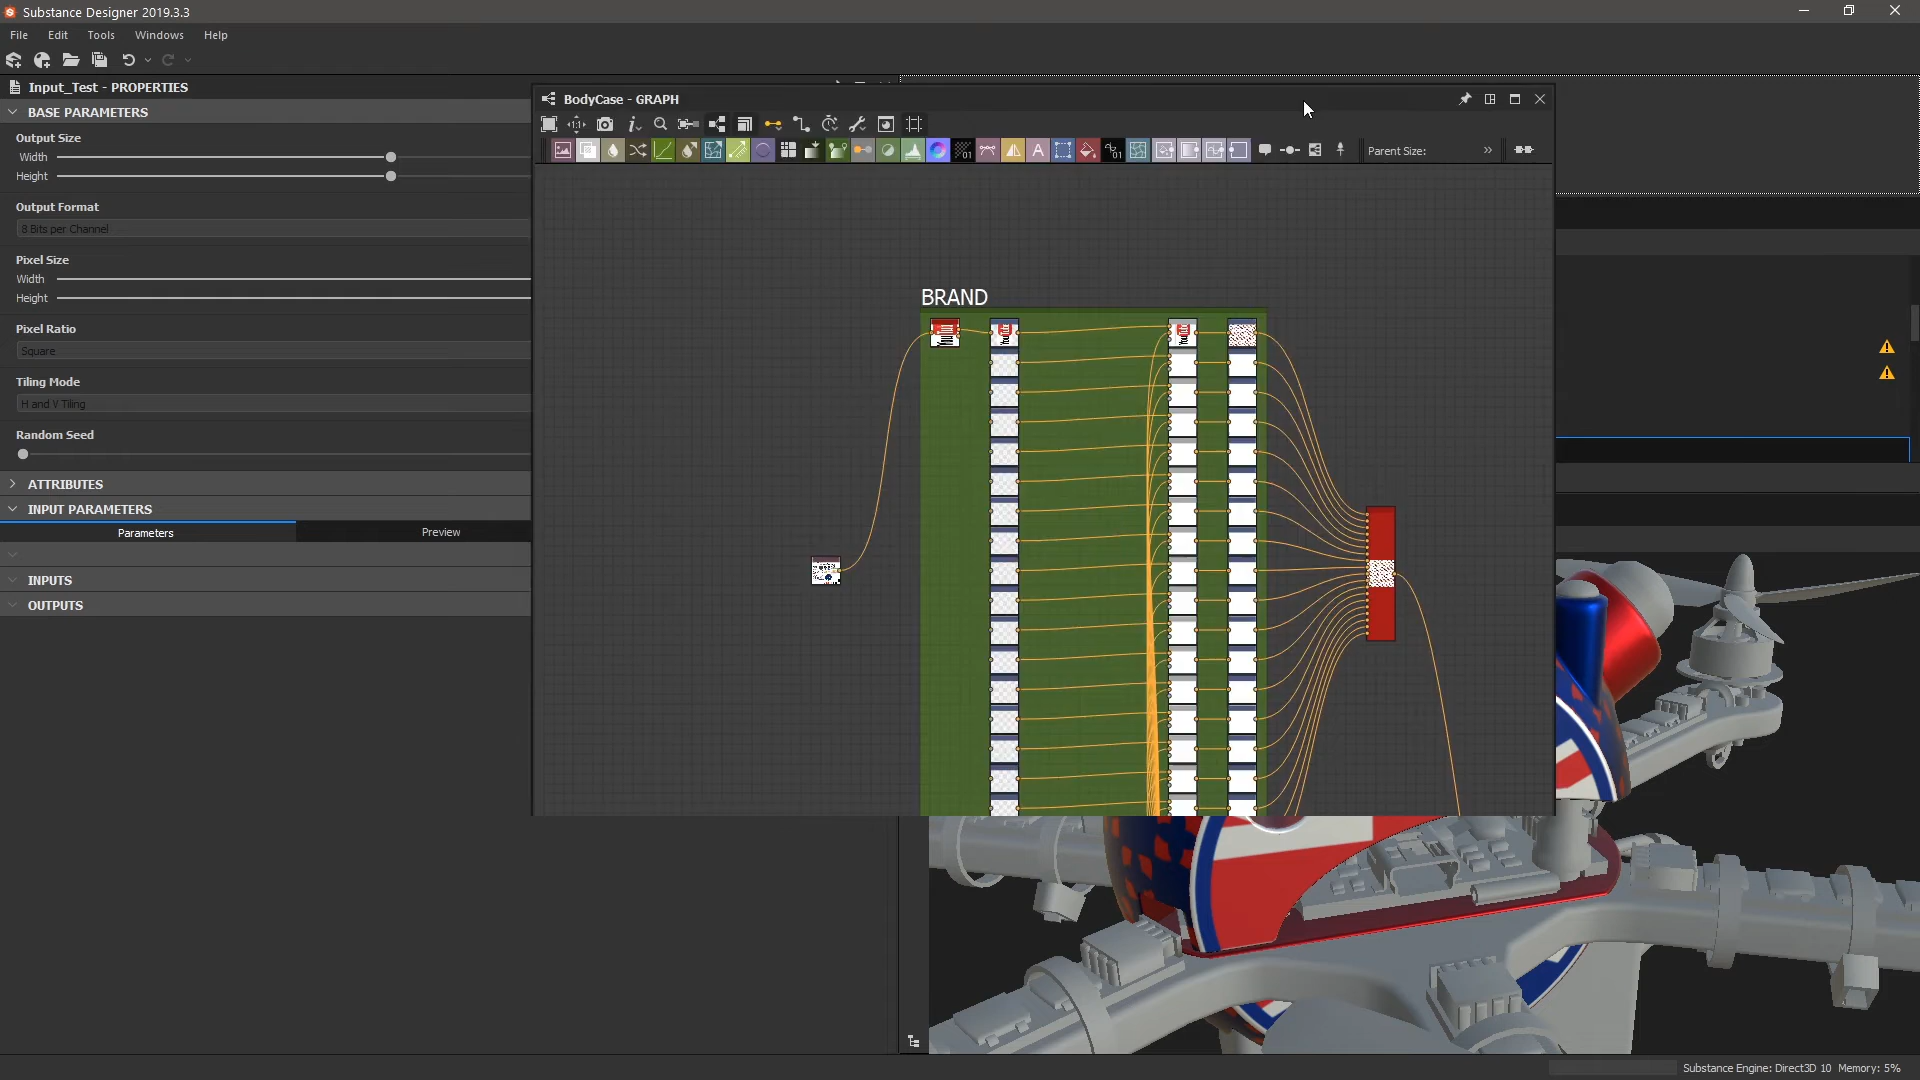 Substance Designer 2019.3.3
File Edit Tools Windows Help
Input_Test - PROPERTIES
BASE PARAMETERS
Output Size
Width
Height
Output Format
8 Bits per Channel
Pixel Size
Width
Height
Pixel Ratio
Square
Tiling Mode
H and V Tiling
Random Seed
ATTRIBUTES
INPUT PARAMETERS
Parameters Preview
INPUTS
OUTPUTS
BodyCase - GRAPH
Parent Size:
BRAND
Substance Engine: Direct3D 10 Memory: 5%